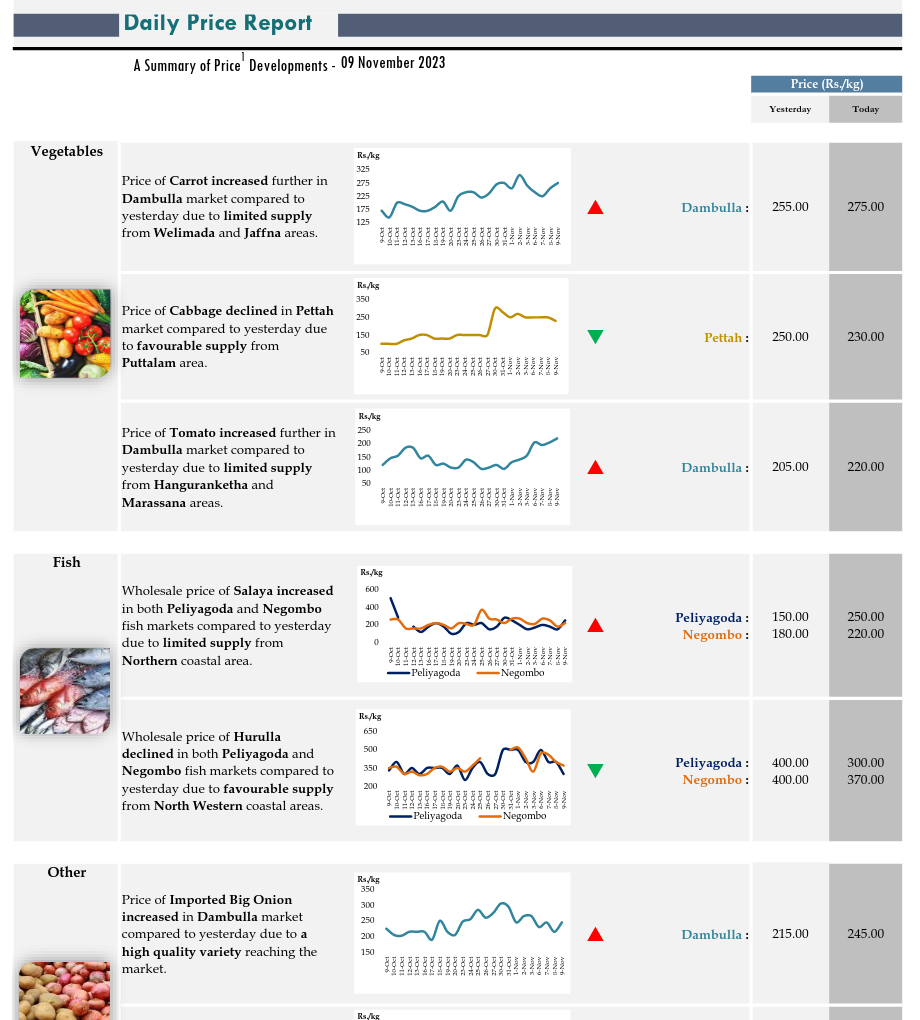 Daily Price Report
A Summary of Price1 Developments - 09 November 2023
Price (Rs./kg)
Yesterday Today
Vegetables
Price of Carrot increased further in
Dambulla market compared to
yesterday due to limited supply
from Welimada and Jaffna areas.
Rs./kg
325
275
225
175
125
9-Oct 10-Oct 11-Oct 12-Oct 13-Oct 16-Oct 17-Oct 18-Oct 19-Oct 20-Oct 23-Oct 24-Oct 25-Oct 26-Oct 27-Oct 30-Oct 31-Oct 1-Nov 2-Nov 3-Nov 6-Nov 7-Nov 8-Nov 9-Nov
Dambulla : 255.00 275.00
Price of Cabbage declined in Pettah
market compared to yesterday due
to favourable supply from
Puttalam area.
Rs./kg
350
250
150
50
Pettah : 250.00 230.00
Price of Tomato increased further in
Dambulla market compared to
yesterday due to limited supply
from Hanguranketha and
Marassana areas.
Rs./kg
250
200
150
100
50
Dambulla : 205.00 220.00
Fish
Wholesale price of Salaya increased
in both Peliyagoda and Negombo
fish markets compared to yesterday
due to limited supply from
Northern coastal area.
Rs./kg
600
400
200
0
Peliyagoda Negombo
Peliyagoda : 150.00 250.00
Negombo : 180.00 220.00
Wholesale price of Hurulla
declined in both Peliyagoda and
Negombo fish markets compared to
yesterday due to favourable supply
from North Western coastal areas.
Rs./kg
650
500
350
200
Peliyagoda Negombo
Peliyagoda : 400.00 300.00
Negombo : 400.00 370.00
Other
Price of Imported Big Onion
increased in Dambulla market
compared to yesterday due to a
high quality variety reaching the
market.
Rs./kg
350
300
250
200
150
Dambulla : 215.00 245.00
Rs./kg